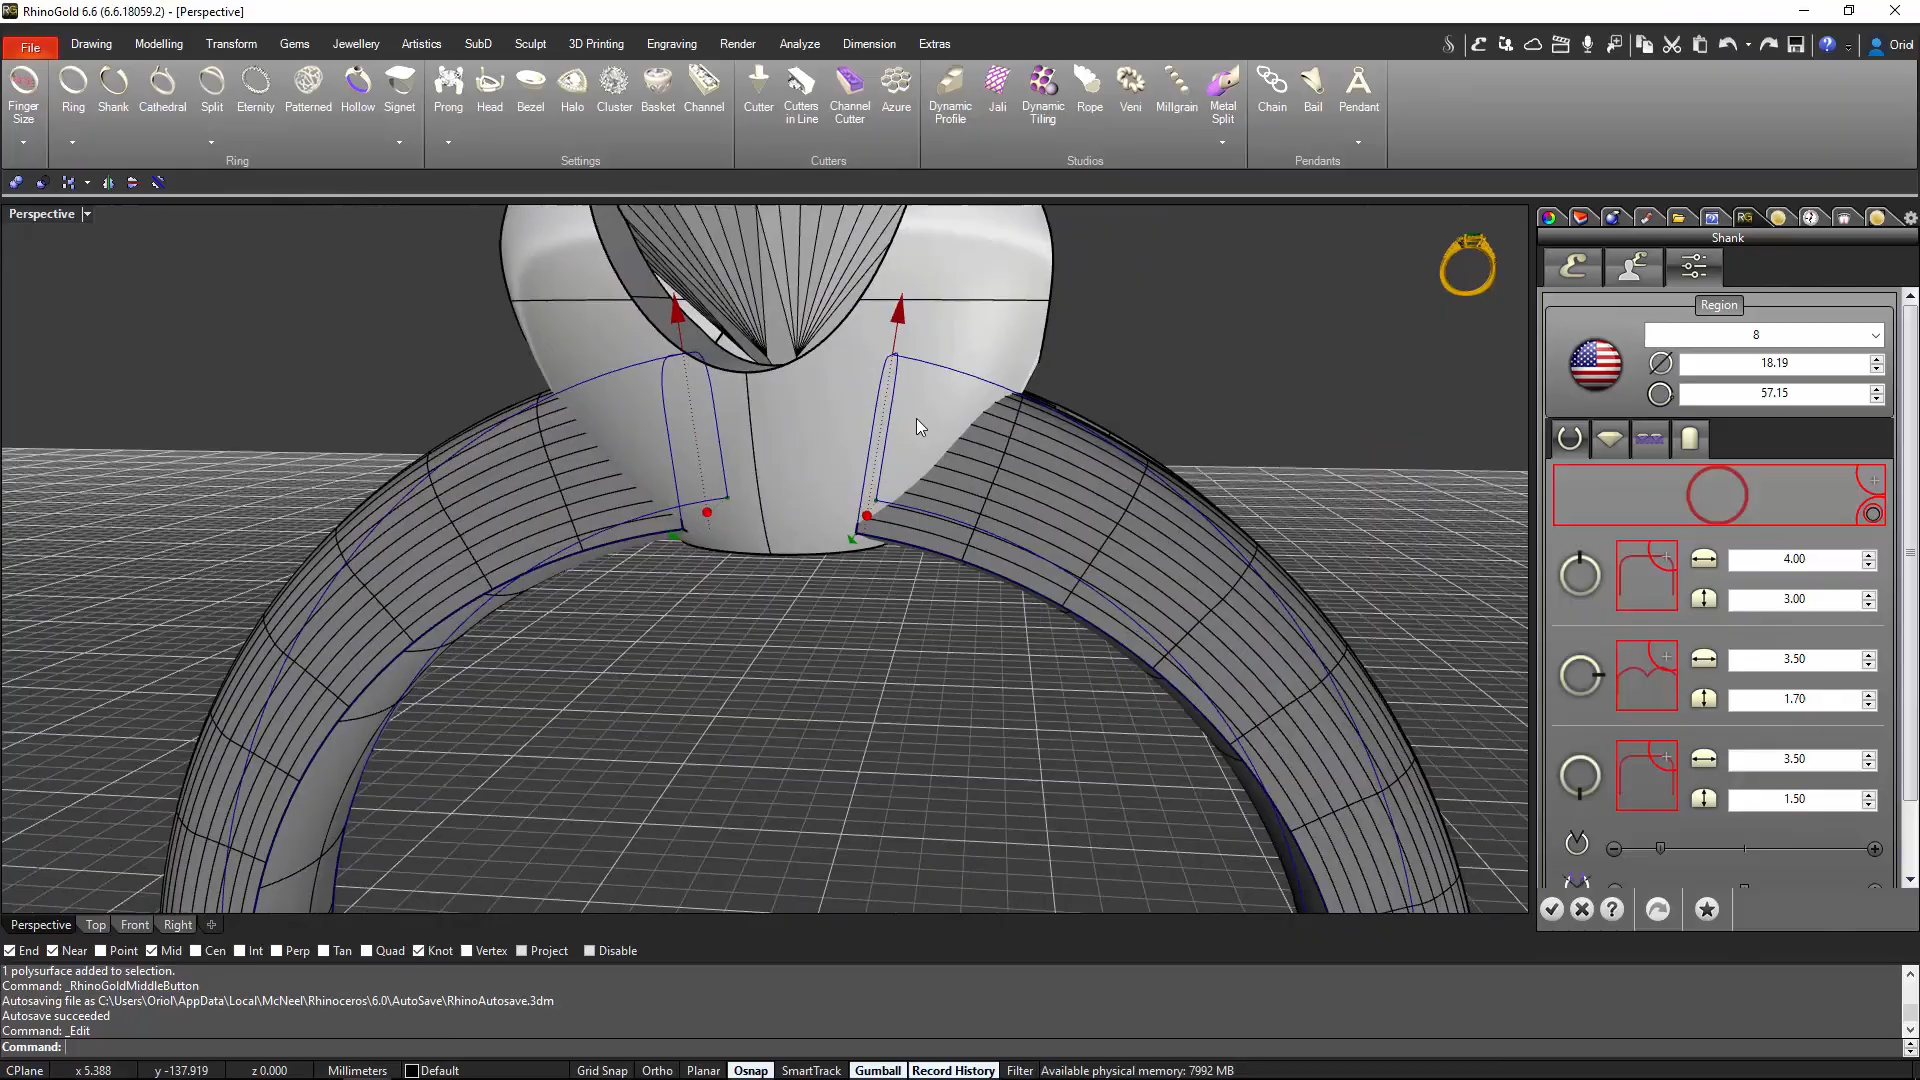 RhinoGold 6.6 (6.6.18059.2) - [Perspective]
File Drawing Modelling Transform Gems Jewellery Artistics SubD Sculpt 3D Printing Engraving Render Analyze Dimension Extras Oriol
Finger Size Ring Shank Cathedral Split Eternity Patterned Hollow Signet Prong Head Bezel Halo Cluster Basket Channel Cutter Cutters in Line Channel Cutter Azure Dynamic Profile Jali Dynamic Tiling Rope Veni Millgrain Metal Split Chain Bail Pendant
Ring Settings Cutters Studios Pendants
Perspective
RG
Shank
Region
8
18.19
57.15
4.00
3.00
3.50
1.70
3.50
1.50
Perspective Top Front Right
End Near Point Mid Cen Int Perp Tan Quad Knot Vertex Project Disable
1 polysurface added to selection.
Command: _RhinoGoldMiddleButton
Autosaving file as C:\Users\Oriol\AppData\Local\McNeel\Rhinoceros\6.0\AutoSave\RhinoAutosave.3dm
Autosave succeeded
Command: _Edit
Command:
CPlane x 5.388 y -137.919 z 0.000 Millimeters Default Grid Snap Ortho Planar Osnap SmartTrack Gumball Record History Filter Available physical memory: 7992 MB